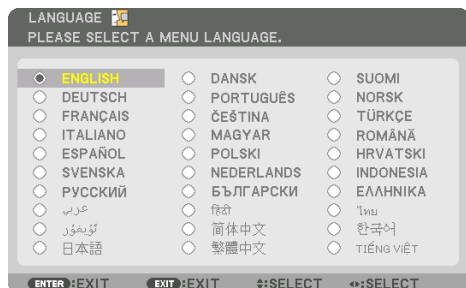 LANGUAGE
PLEASE SELECT A MENU LANGUAGE.
ENGLISH DANSK SUOMI
DEUTSCH PORTUGUÊS NORSK
FRANÇAIS ČEŠTINA TÜRKÇE
ITALIANO MAGYAR ROMÂNĂ
ESPAÑOL POLSKI HRVATSKI
SVENSKA NEDERLANDS INDONESIA
РУССКИЙ БЪЛГАРСКИ ΕΛΛΗΝΙΚΑ
عربي हिंदी ไทย
ئۇيغۇر 简体中文 한국어
日本語 繁體中文 TIẾNG VIỆT
ENTER:EXIT EXIT:EXIT :SELECT :SELECT